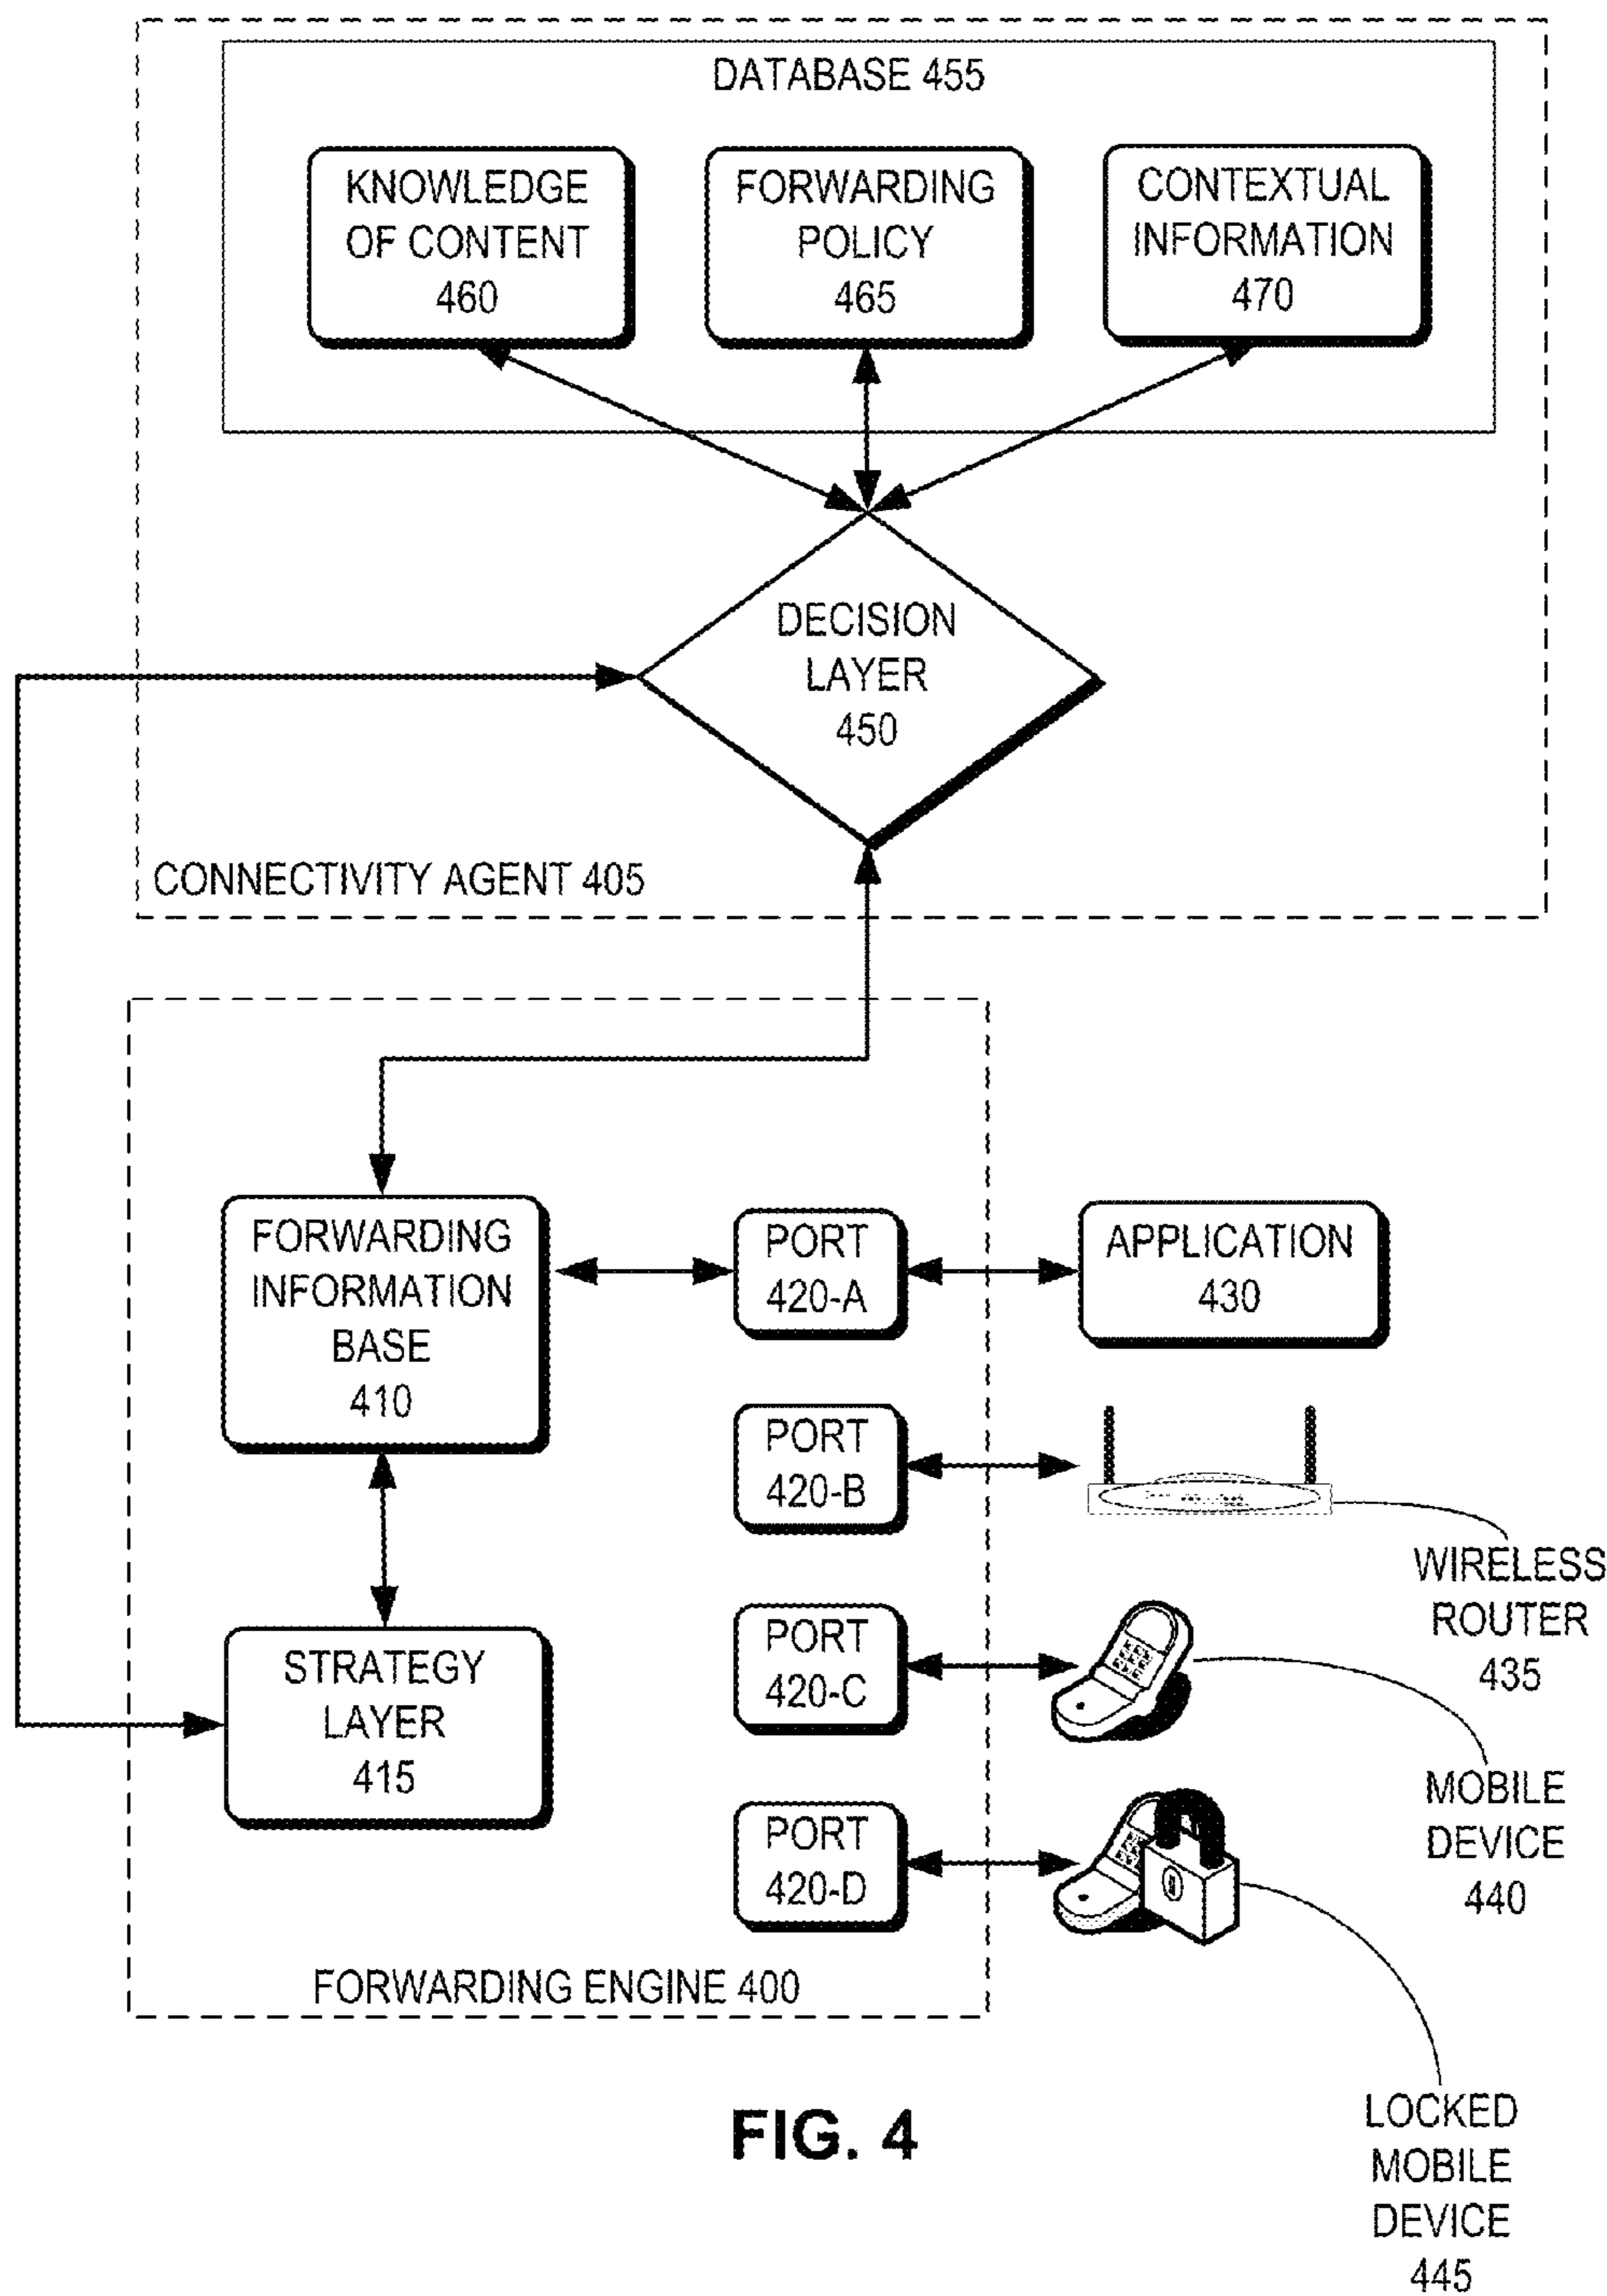 DATABASE 455
KNOWLEDGE
OF CONTENT
460
FORWARDING
POLICY
465
CONTEXTUAL
INFORMATION
470
DECISION
LAYER
450
CONNECTIVITY AGENT 405
FORWARDING
INFORMATION
BASE
410
PORT
420-A
APPLICATION
430
PORT
420-B
WIRELESS
ROUTER
435
STRATEGY
LAYER
415
PORT
420-C
MOBILE
DEVICE
440
PORT
420-D
FORWARDING ENGINE 400
LOCKED
MOBILE
DEVICE
445
FIG. 4